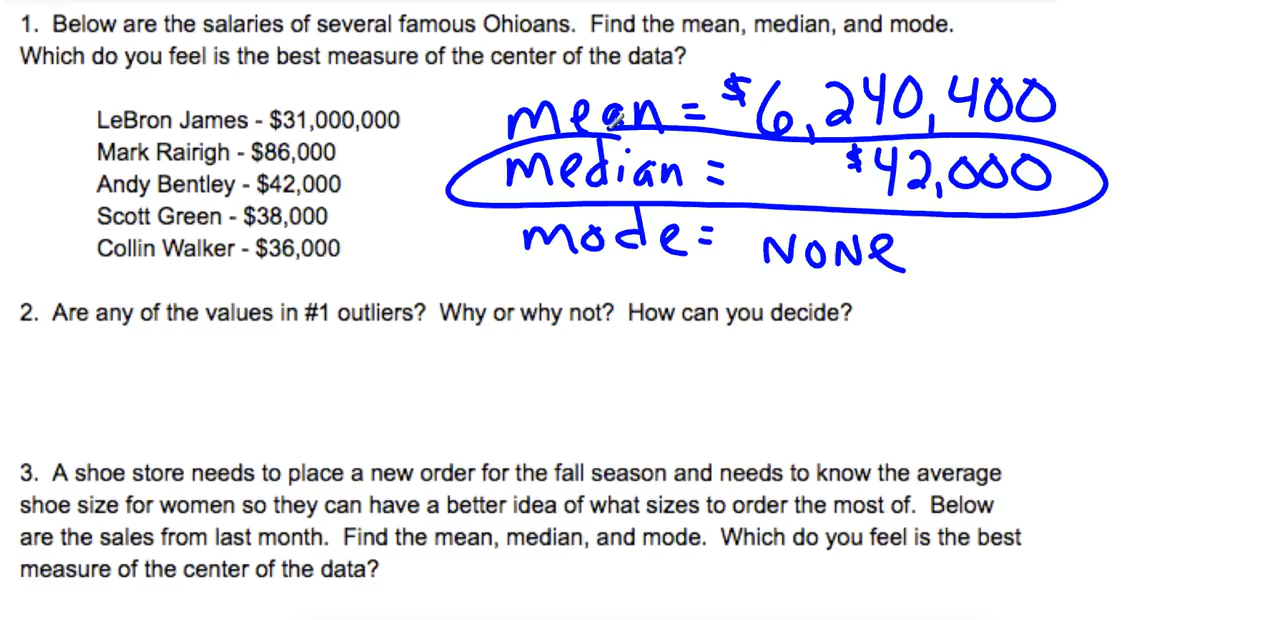 1. Below are the salaries of several famous Ohioans. Find the mean, median, and mode.
Which do you feel is the best measure of the center of the data?
LeBron James - $31,000,000
Mark Rairigh - $86,000
Andy Bentley - $42,000
Scott Green - $38,000
Collin Walker - $36,000
mean = $6,240,400
median = $42,000
mode = NONe
2. Are any of the values in #1 outliers? Why or why not? How can you decide?
3. A shoe store needs to place a new order for the fall season and needs to know the average
shoe size for women so they can have a better idea of what sizes to order the most of. Below
are the sales from last month. Find the mean, median, and mode. Which do you feel is the best
measure of the center of the data?